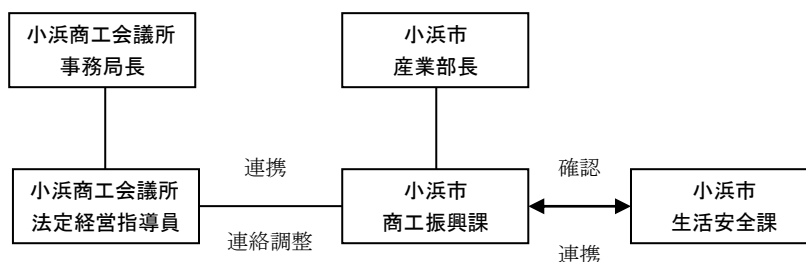 小浜商工会議所
事務局長
小浜市
産業部長
小浜商工会議所
法定経営指導員
連携
連絡調整
小浜市
商工振興課
確認
連携
小浜市
生活安全課